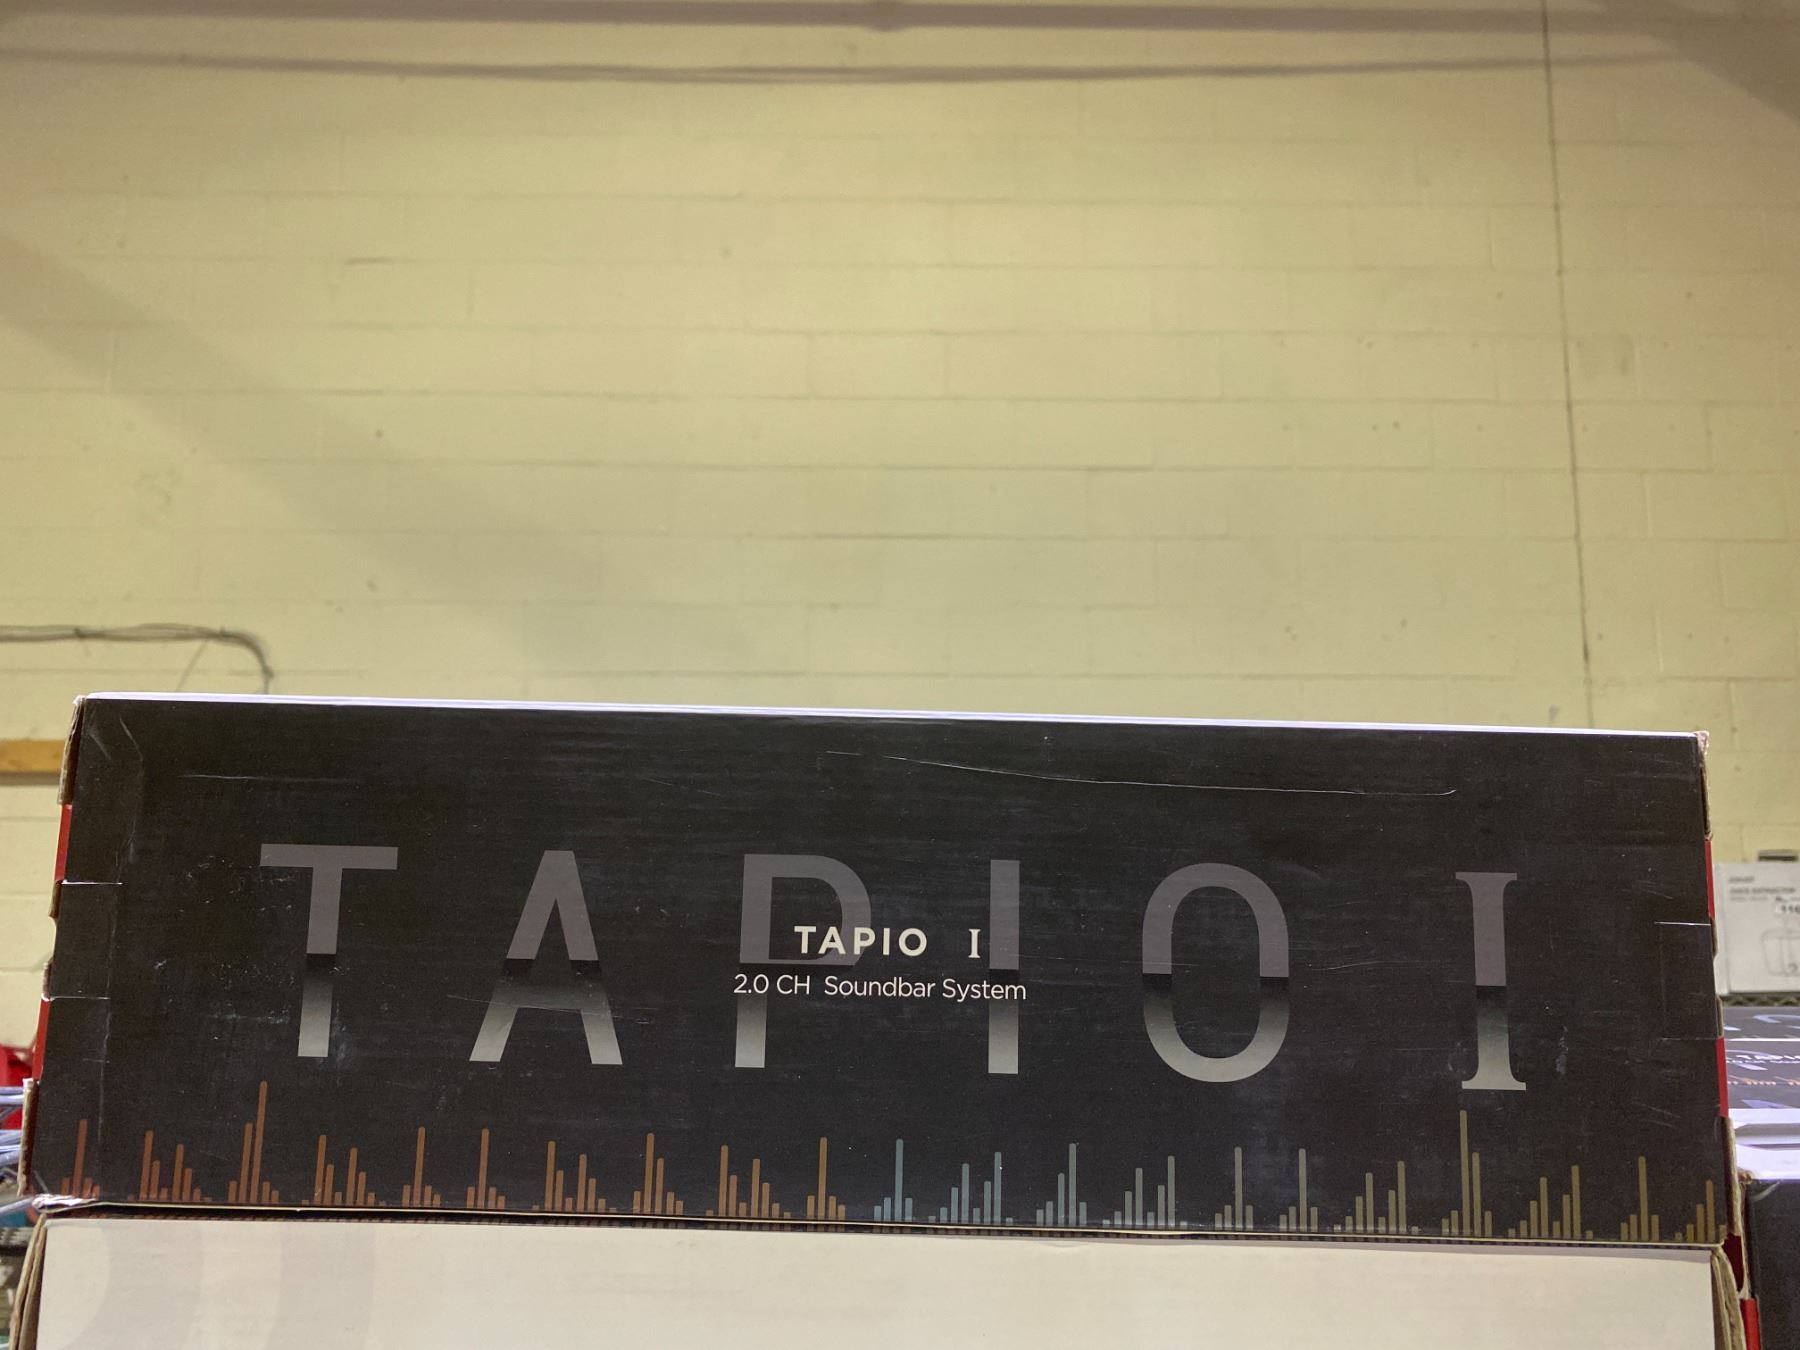 TAPIO I
TAPIO I
2.0 CH Soundbar System